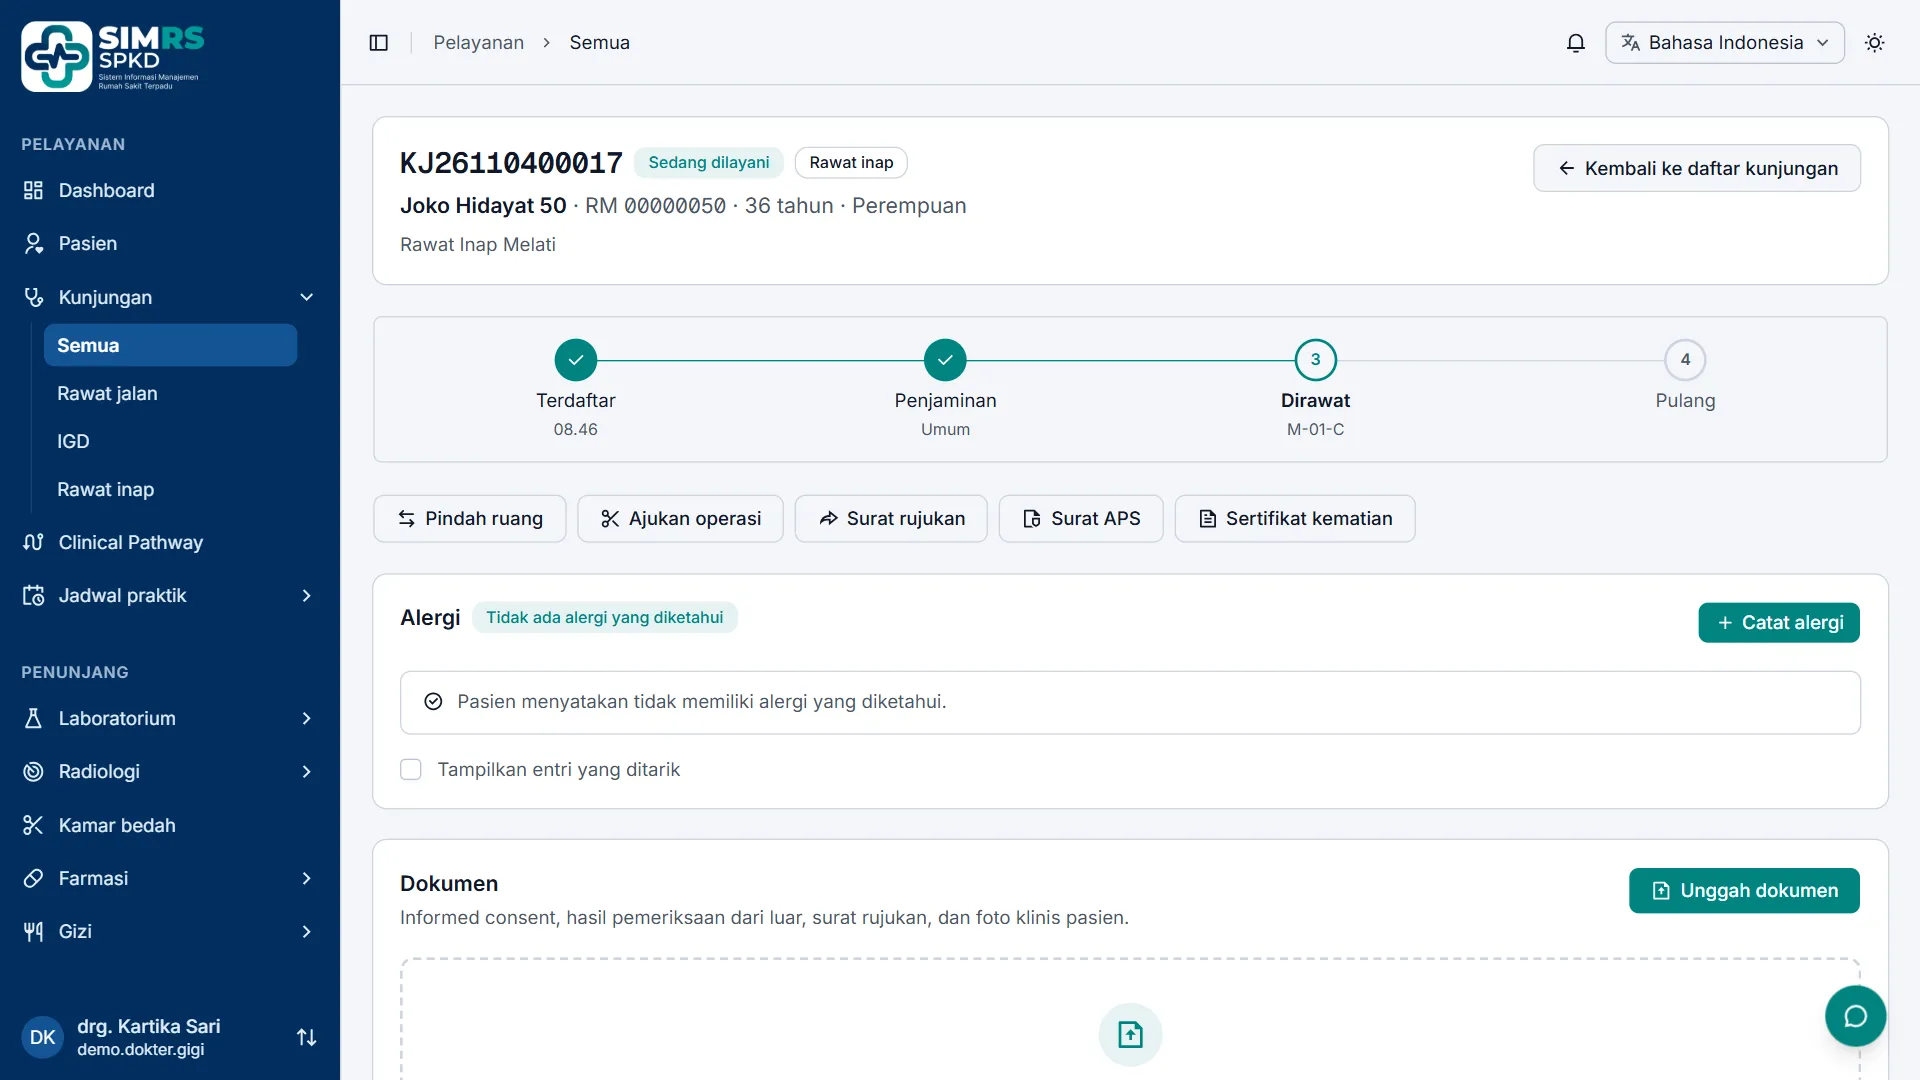 SIMRS
SPKD
Sistem Informasi Manajemen
Rumah Sakit Terpadu
PELAYANAN
Dashboard
Pasien
Kunjungan
Semua
Rawat jalan
IGD
Rawat inap
Clinical Pathway
Jadwal praktik
PENUNJANG
Laboratorium
Radiologi
Kamar bedah
Farmasi
Gizi
DK
drg. Kartika Sari
demo.dokter.gigi
Pelayanan > Semua
Bahasa Indonesia
KJ26110400017 Sedang dilayani Rawat inap
Joko Hidayat 50 · RM 00000050 · 36 tahun · Perempuan
Rawat Inap Melati
← Kembali ke daftar kunjungan
Terdaftar
08.46
Penjaminan
Umum
3
Dirawat
M-01-C
4
Pulang
Pindah ruang
Ajukan operasi
Surat rujukan
Surat APS
Sertifikat kematian
Alergi Tidak ada alergi yang diketahui
+ Catat alergi
Pasien menyatakan tidak memiliki alergi yang diketahui.
Tampilkan entri yang ditarik
Dokumen
Informed consent, hasil pemeriksaan dari luar, surat rujukan, dan foto klinis pasien.
Unggah dokumen